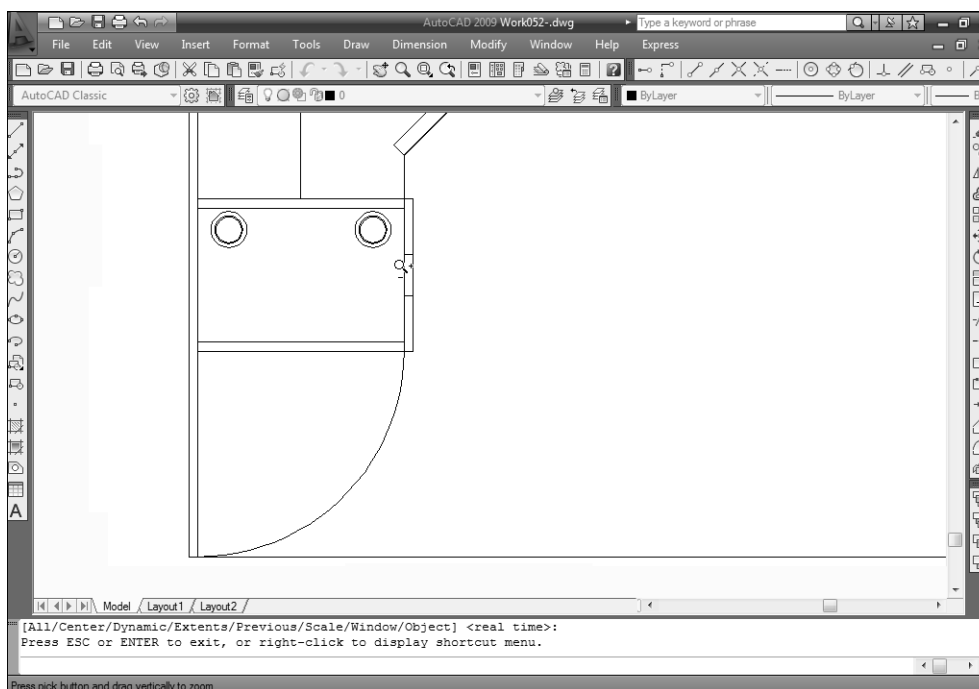 AutoCAD 2009 Work052-.dwg
Type a keyword or phrase
File Edit View Insert Format Tools Draw Dimension Modify Window Help Express
AutoCAD Classic
0
ByLayer
ByLayer
A
Model Layout1 Layout2
[All/Center/Dynamic/Extents/Previous/Scale/Window/Object] <real time>:
Press ESC or ENTER to exit, or right-click to display shortcut menu.
Press pick button and drag vertically to zoom